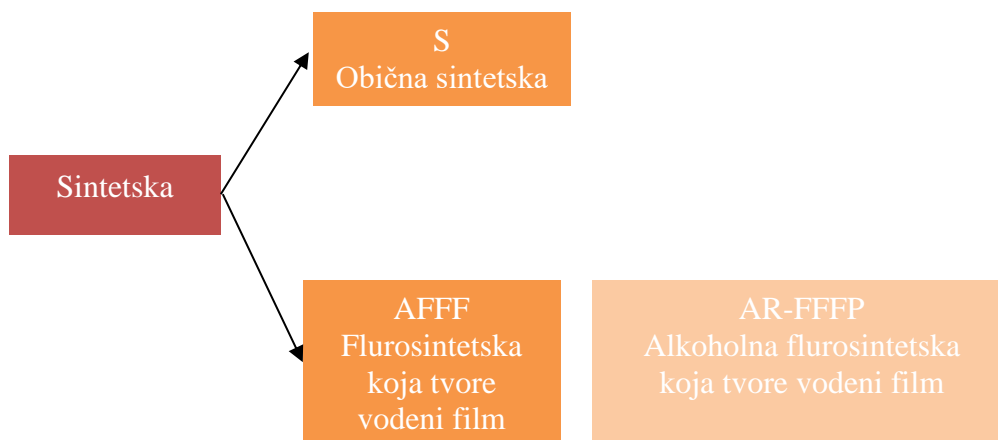 S
Obična sintetska
Sintetska
AFFF
Flurosintetska
koja tvore
vodeni film
AR-FFFP
Alkoholna flurosintetska
koja tvore vodeni film